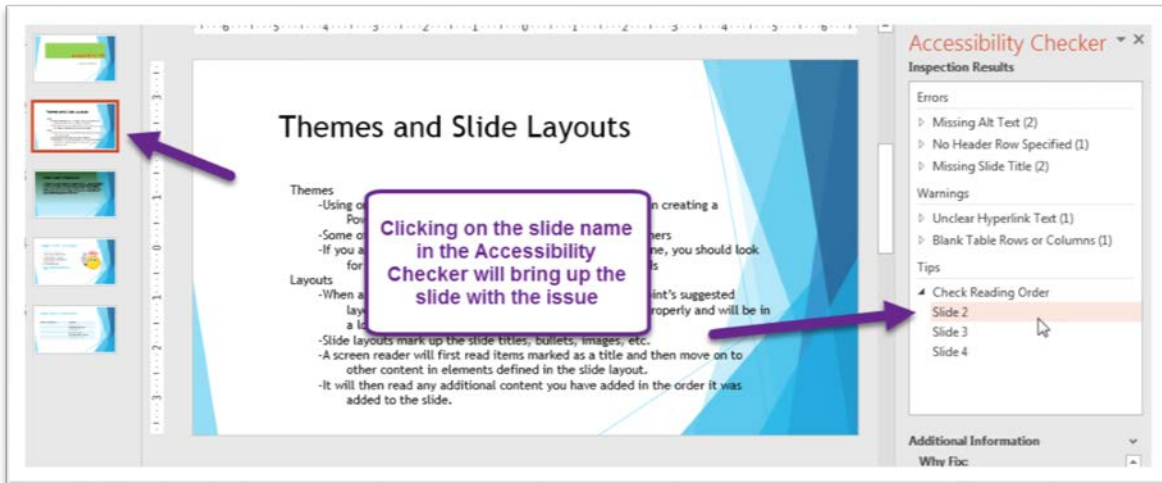 Themes and Slide Layouts
Themes
-Using o
n creating a
Po
-Some o
ners
-If you a
ne, you should look
for
ds
Layouts
-When a
int's suggested
lay
roperly and will be in
a lo
-Slide layouts mark up the slide titles, bullets, images, etc.
-A screen reader will first read items marked as a title and then move on to
other content in elements defined in the slide layout.
-It will then read any additional content you have added in the order it was
added to the slide.
Clicking on the slide name
in the Accessibility
Checker will bring up the
slide with the issue
Accessibility Checker
Inspection Results
Errors
Missing Alt Text (2)
No Header Row Specified (1)
Missing Slide Title (2)
Warnings
Unclear Hyperlink Text (1)
Blank Table Rows or Columns (1)
Tips
Check Reading Order
Slide 2
Slide 3
Slide 4
Additional Information
Why Fix: